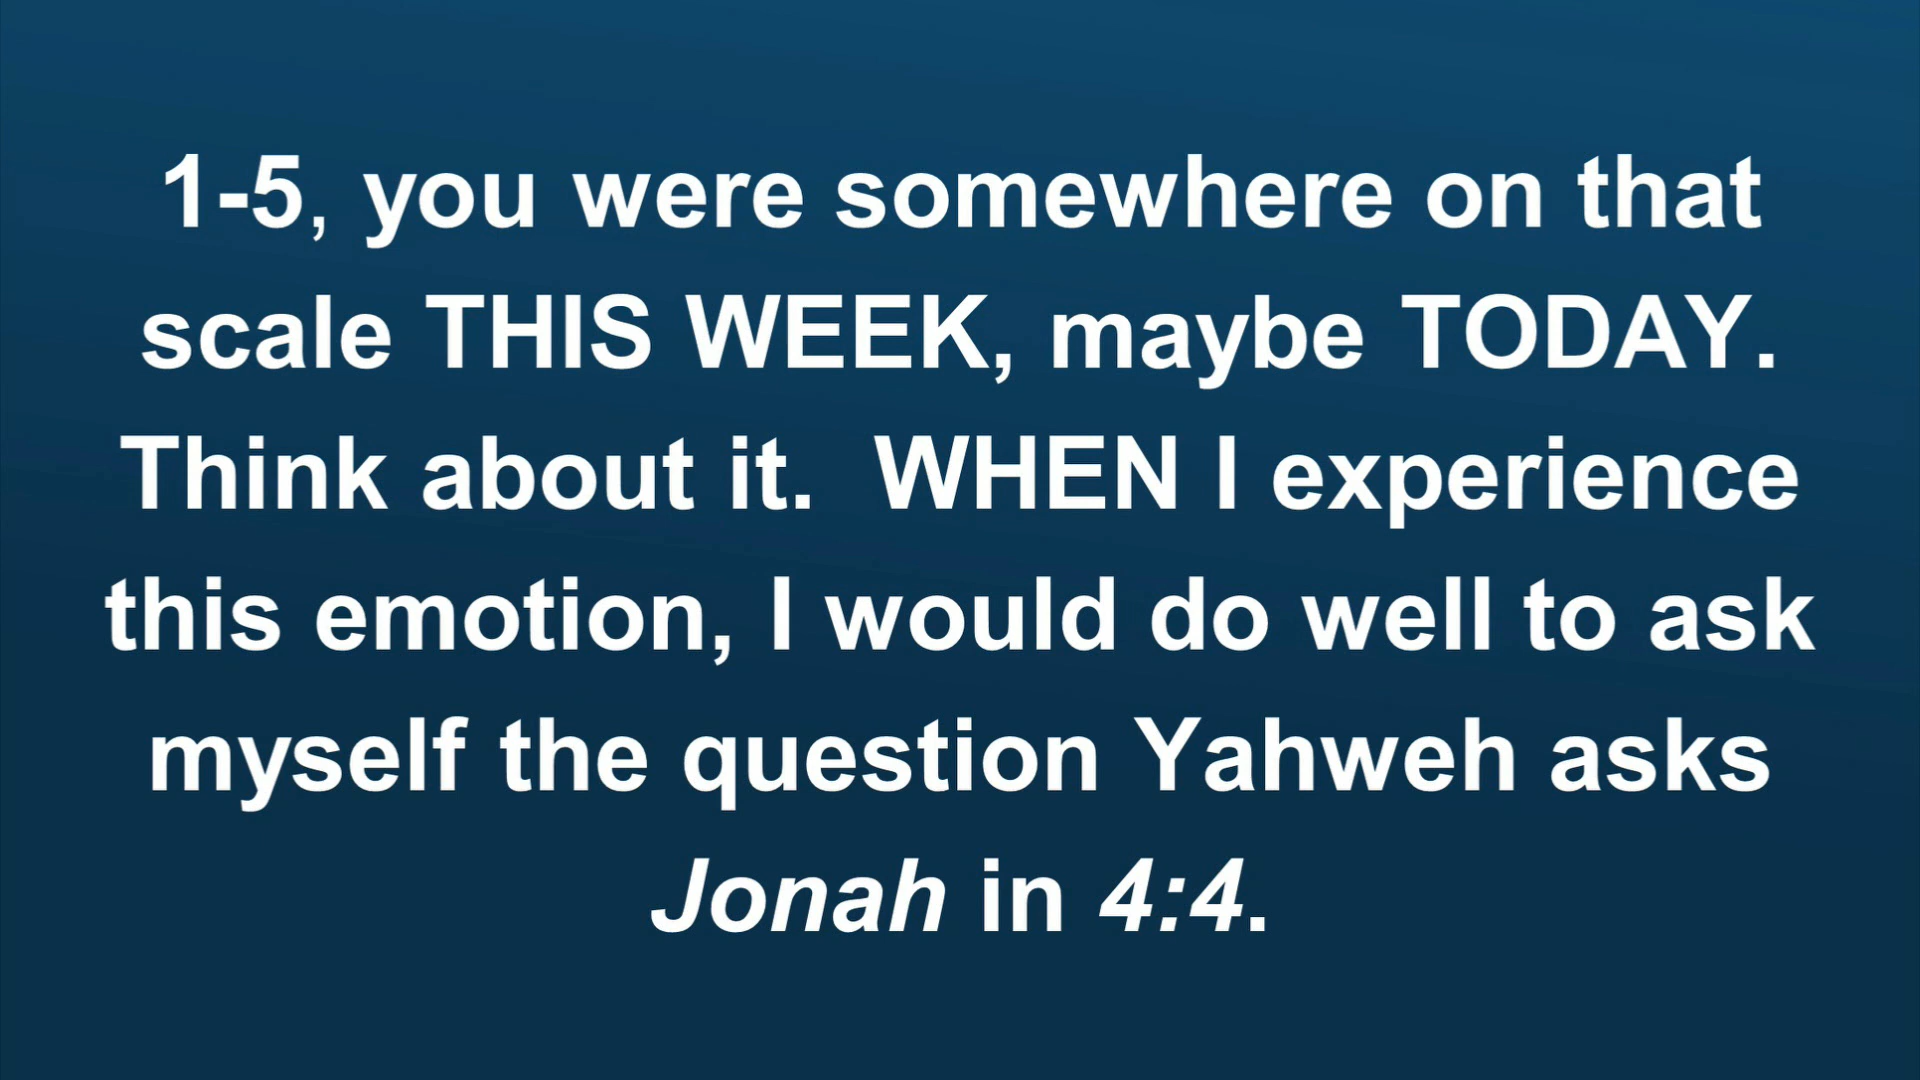 1-5, you were somewhere on that
scale THIS WEEK, maybe TODAY.
Think about it.  WHEN I experience
this emotion, I would do well to ask
myself the question Yahweh asks
Jonah in 4:4.